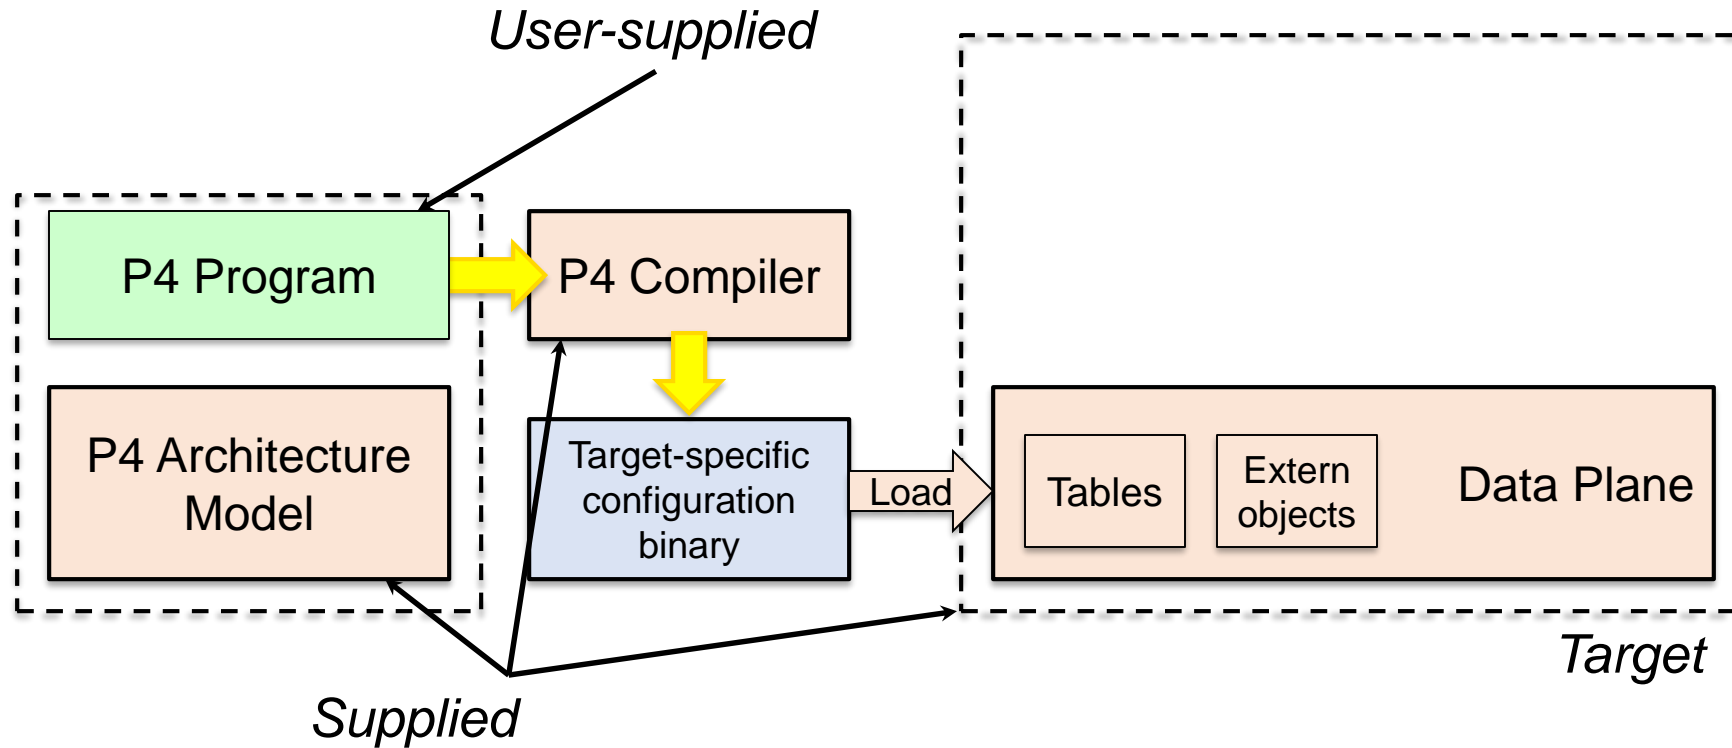 User-supplied
P4 Program
P4 Compiler
P4 Architecture
Model
Target-specific
configuration
binary
Load
Tables
Extern
objects
Data Plane
Target
Supplied